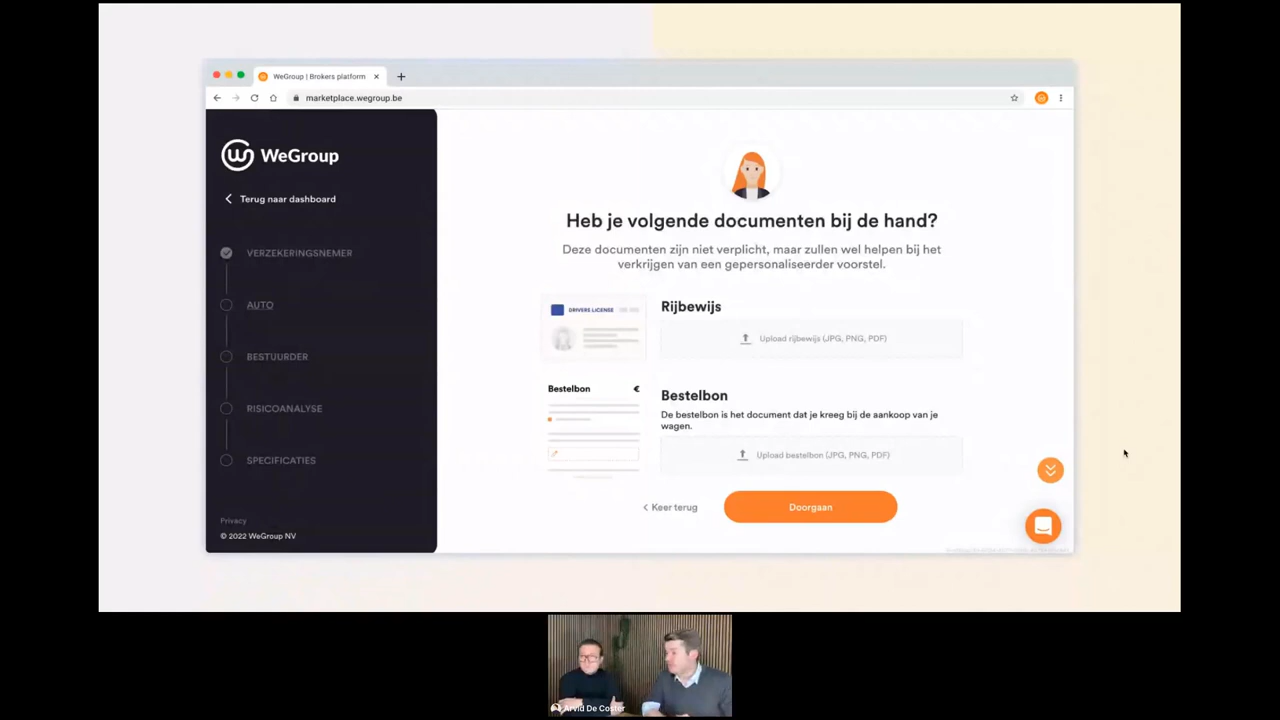 WeGroup | Brokers platform
marketplace.wegroup.be
WeGroup
Terug naar dashboard
VERZEKERINGSNEMER
AUTO
BESTUURDER
RISICOANALYSE
SPECIFICATIES
Privacy
© 2022 WeGroup NV
Heb je volgende documenten bij de hand?
Deze documenten zijn niet verplicht, maar zullen wel helpen bij het
verkrijgen van een gepersonaliseerder voorstel.
DRIVERS LICENSE
Rijbewijs
Upload rijbewijs (JPG, PNG, PDF)
Bestelbon €
Bestelbon
De bestelbon is het document dat je kreeg bij de aankoop van je
wagen.
Upload bestelbon (JPG, PNG, PDF)
Keer terug
Doorgaan
Arvid De Coster